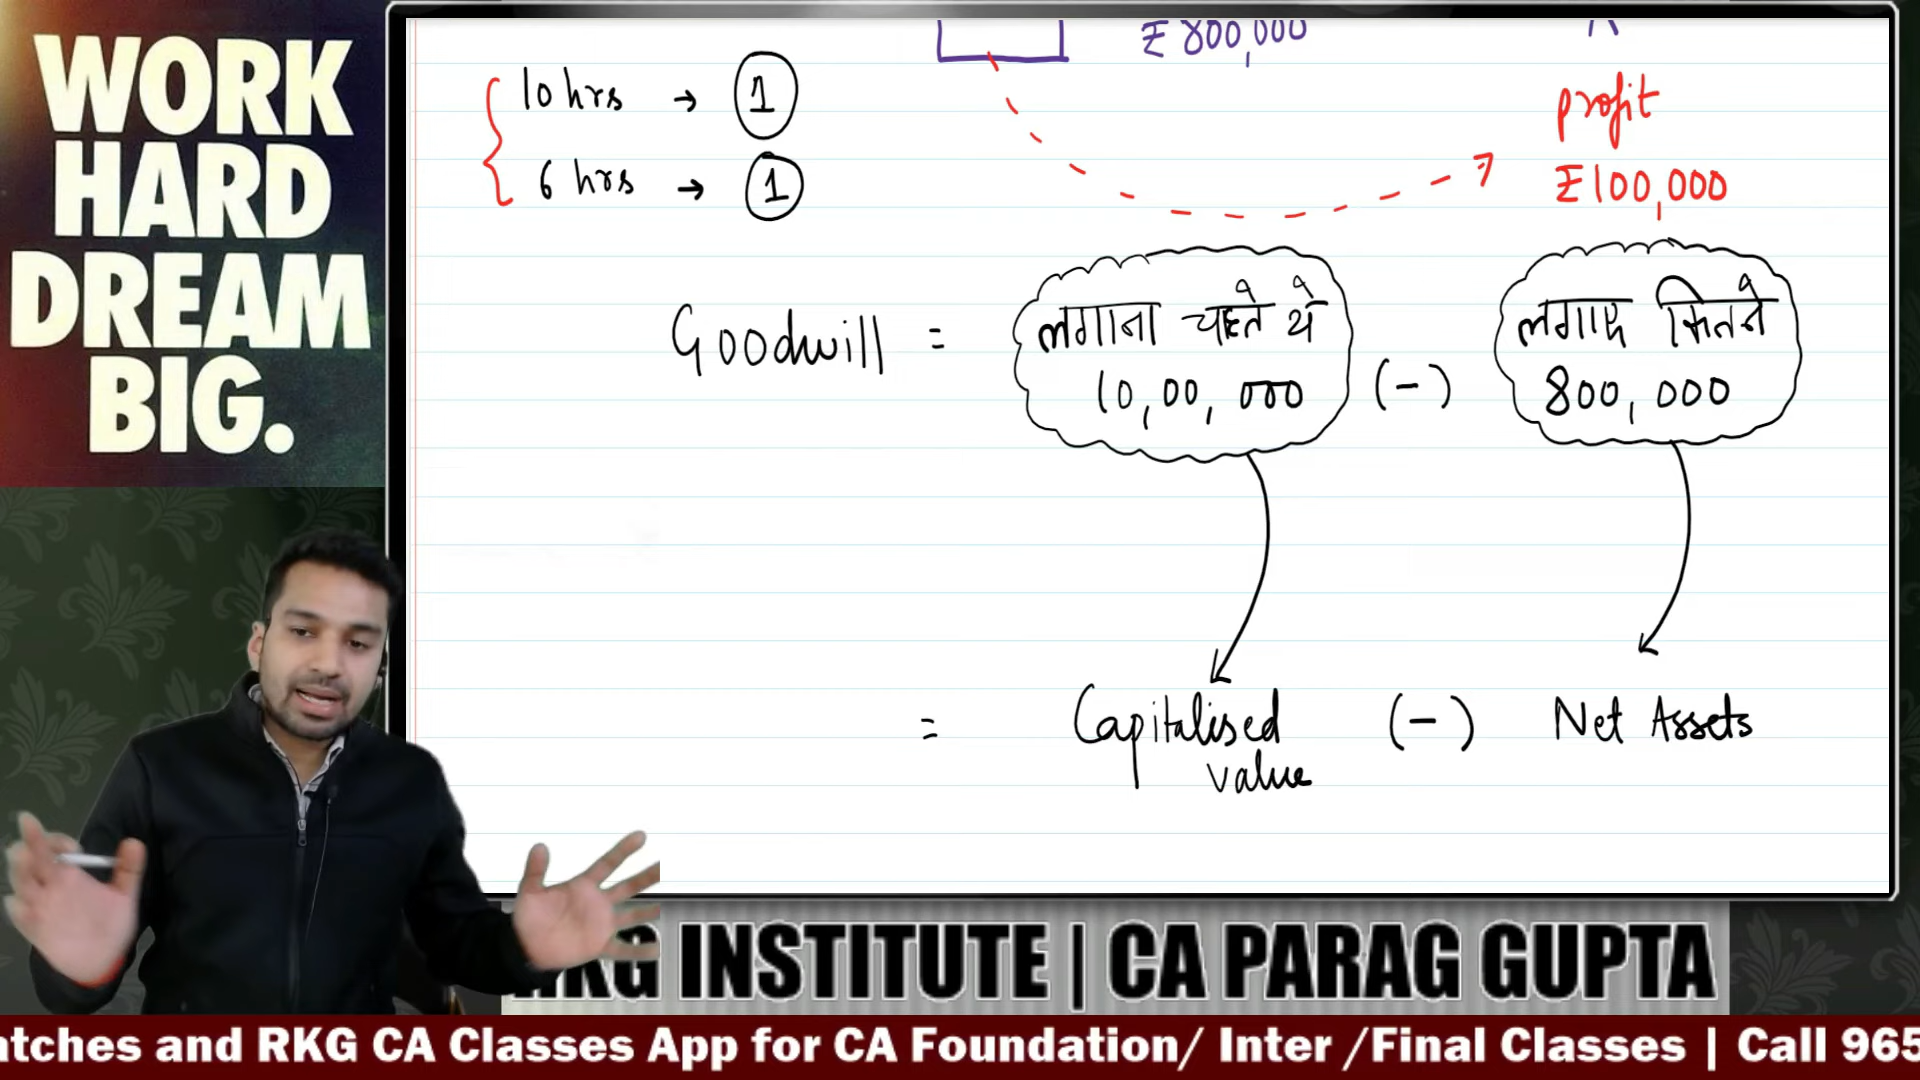 WORK
HARD
DREAM
BIG.
₹ 800,000
10 hrs → 1
6 hrs → 1
profit
₹100,000
Goodwill = लगाना चाहते थे (-) लगाए कितने
10,00,000 800,000
= Capitalised (-) Net Assets
value
RKG INSTITUTE | CA PARAG GUPTA
atches and RKG CA Classes App for CA Foundation/ Inter /Final Classes | Call 965